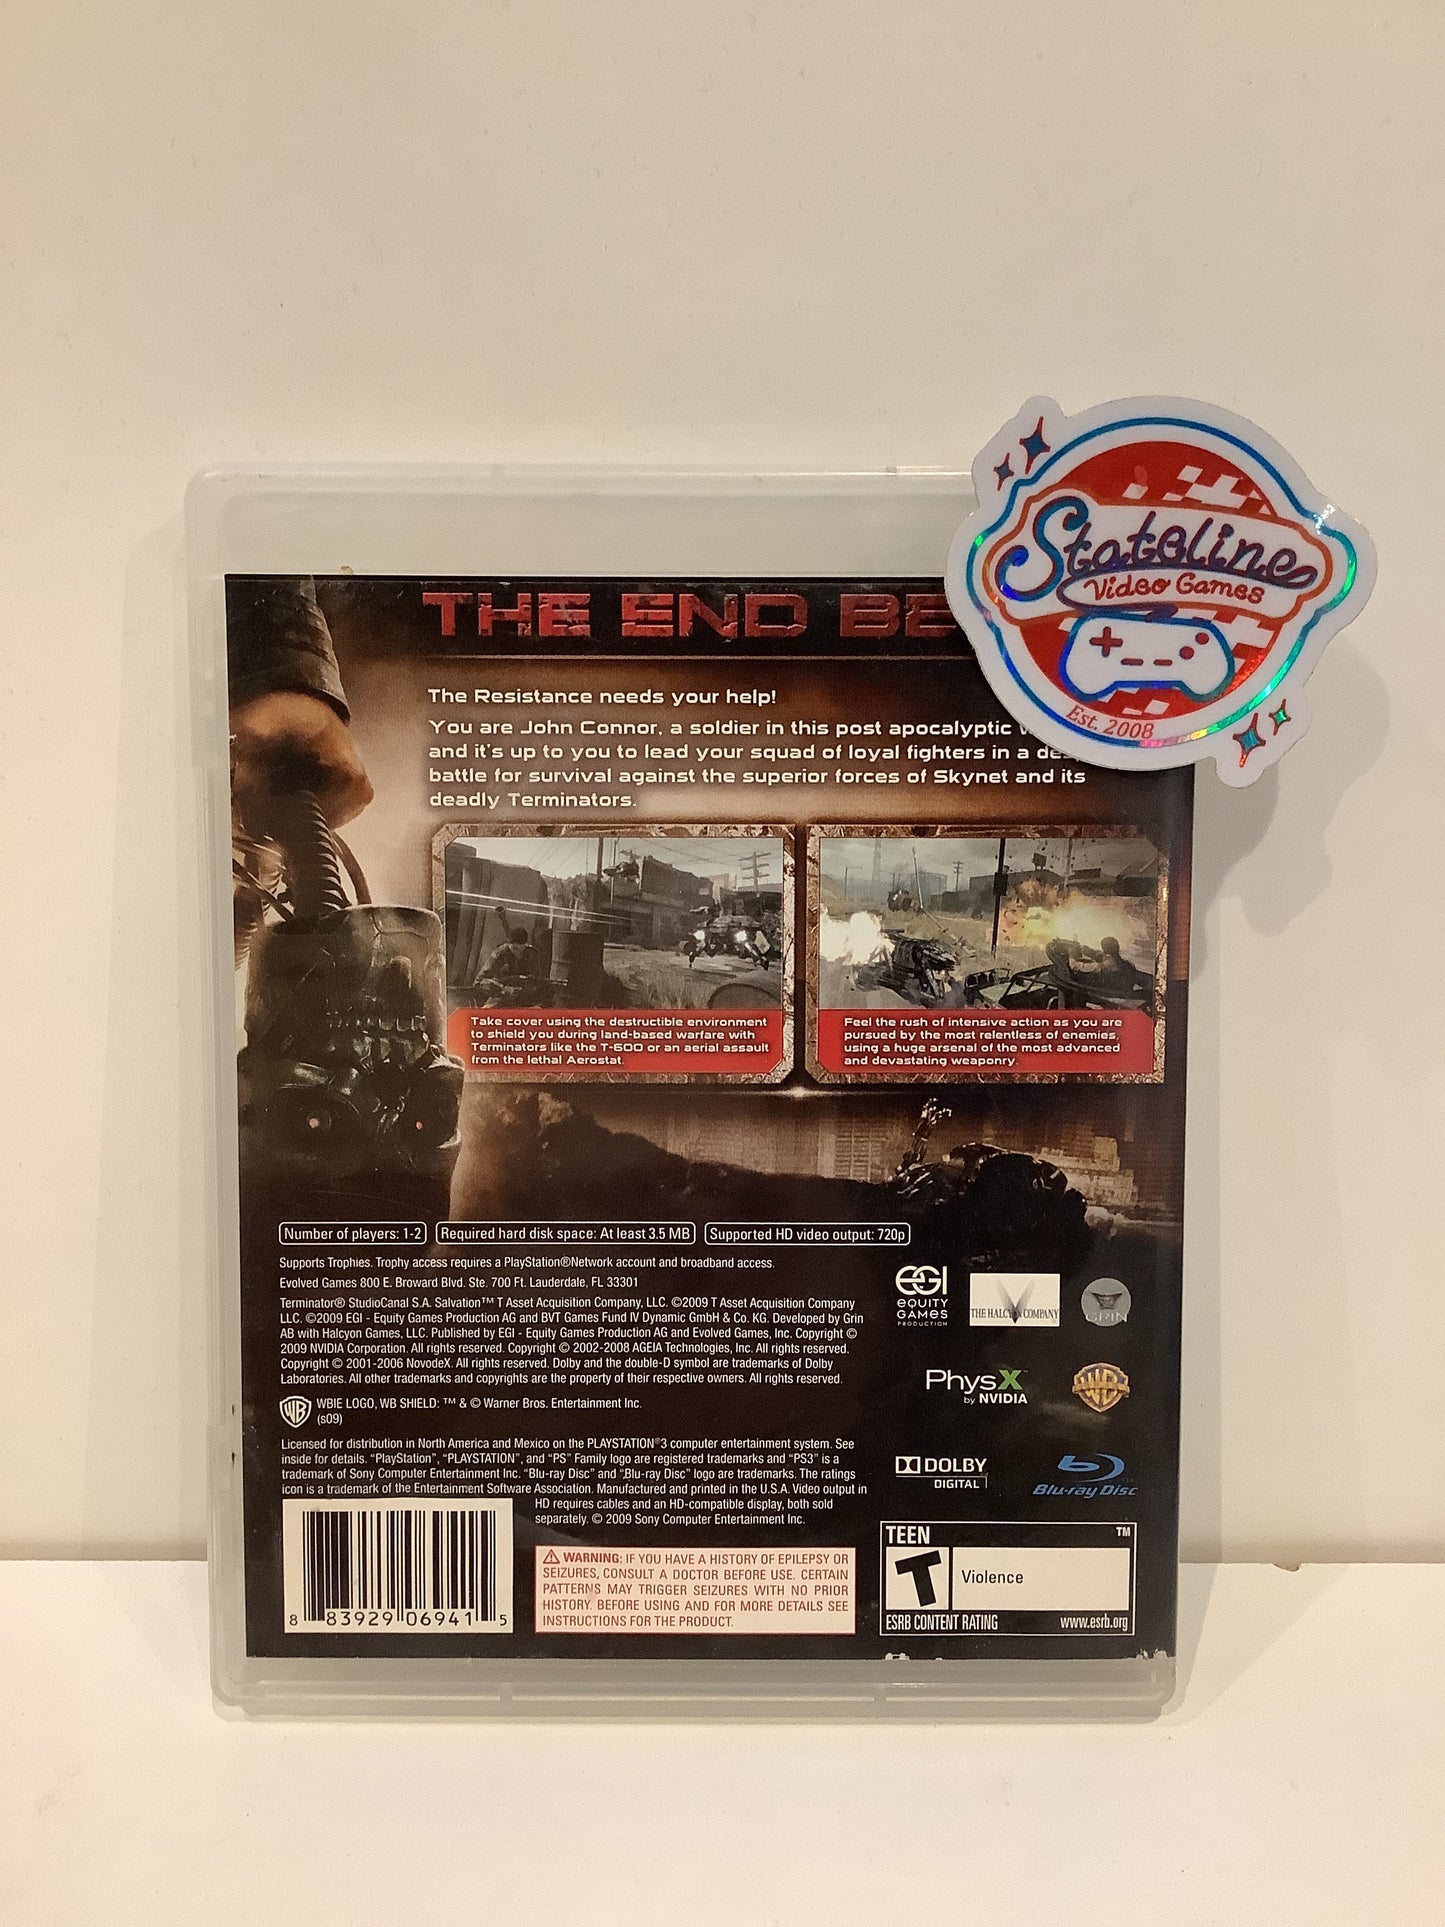 Stateline
Video Games
Est. 2008
THE END BE
The Resistance needs your help!
You are John Connor, a soldier in this post apocalyptic
and it's up to you to lead your squad of loyal fighters in a
battle for survival against the superior forces of Skynet and its
deadly Terminators.
Take cover using the destructible environment
to shield you during land-based warfare with
Terminators like the T-600 or an aerial assault
from the lethal Aerostat.
Feel the rush of intensive action as you are
pursued by the most relentless of enemies,
using a huge arsenal of the most advanced
and devastating weaponry.
Number of players: 1-2 Required hard disk space: At least 3.5 MB Supported HD video output: 720p
Supports Trophies. Trophy access requires a PlayStation®Network account and broadband access.
Evolved Games 800 E. Broward Blvd. Ste. 700 Ft. Lauderdale, FL 33301
Terminator® StudioCanal S.A. Salvation™ T Asset Acquisition Company, LLC. ©2009 T Asset Acquisition Company
LLC. ©2009 EGI - Equity Games Production AG and BVT Games Fund IV Dynamic GmbH & Co. KG. Developed by Grin
AB with Halcyon Games, LLC. Published by EGI - Equity Games Production AG and Evolved Games, Inc. Copyright ©
2009 NVIDIA Corporation. All rights reserved. Copyright © 2002-2008 AGEIA Technologies, Inc. All rights reserved.
Copyright © 2001-2006 NovodeX. All rights reserved. Dolby and the double-D symbol are trademarks of Dolby
Laboratories. All other trademarks and copyrights are the property of their respective owners. All rights reserved.
WB
WBIE LOGO, WB SHIELD: ™ & © Warner Bros. Entertainment Inc.
(s09)
Licensed for distribution in North America and Mexico on the PLAYSTATION®3 computer entertainment system. See
inside for details. "PlayStation", "PLAYSTATION", and "PS" Family logo are registered trademarks and "PS3" is a
trademark of Sony Computer Entertainment Inc. "Blu-ray Disc" and "Blu-ray Disc" logo are trademarks. The ratings
icon is a trademark of the Entertainment Software Association. Manufactured and printed in the U.S.A. Video output in
HD requires cables and an HD-compatible display, both sold
separately. © 2009 Sony Computer Entertainment Inc.
EGI
EQUITY
GAMES
PRODUCTION
THE HALCYON COMPANY
GRIN
PhysX™
by NVIDIA
WB
DOLBY
DIGITAL
Blu-ray Disc™
8 83929 06941 5
WARNING: IF YOU HAVE A HISTORY OF EPILEPSY OR
SEIZURES, CONSULT A DOCTOR BEFORE USE. CERTAIN
PATTERNS MAY TRIGGER SEIZURES WITH NO PRIOR
HISTORY. BEFORE USING AND FOR MORE DETAILS SEE
INSTRUCTIONS FOR THE PRODUCT.
TEEN ™
T
Violence
ESRB CONTENT RATING www.esrb.org